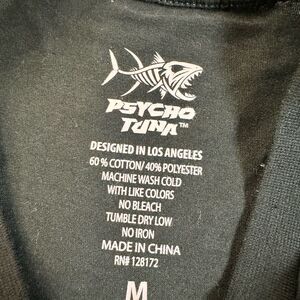 PSYCHO
TUNA™
DESIGNED IN LOS ANGELES
60 % COTTON/ 40% POLYESTER
MACHINE WASH COLD
WITH LIKE COLORS
NO BLEACH
TUMBLE DRY LOW
NO IRON
MADE IN CHINA
RN# 128172
M